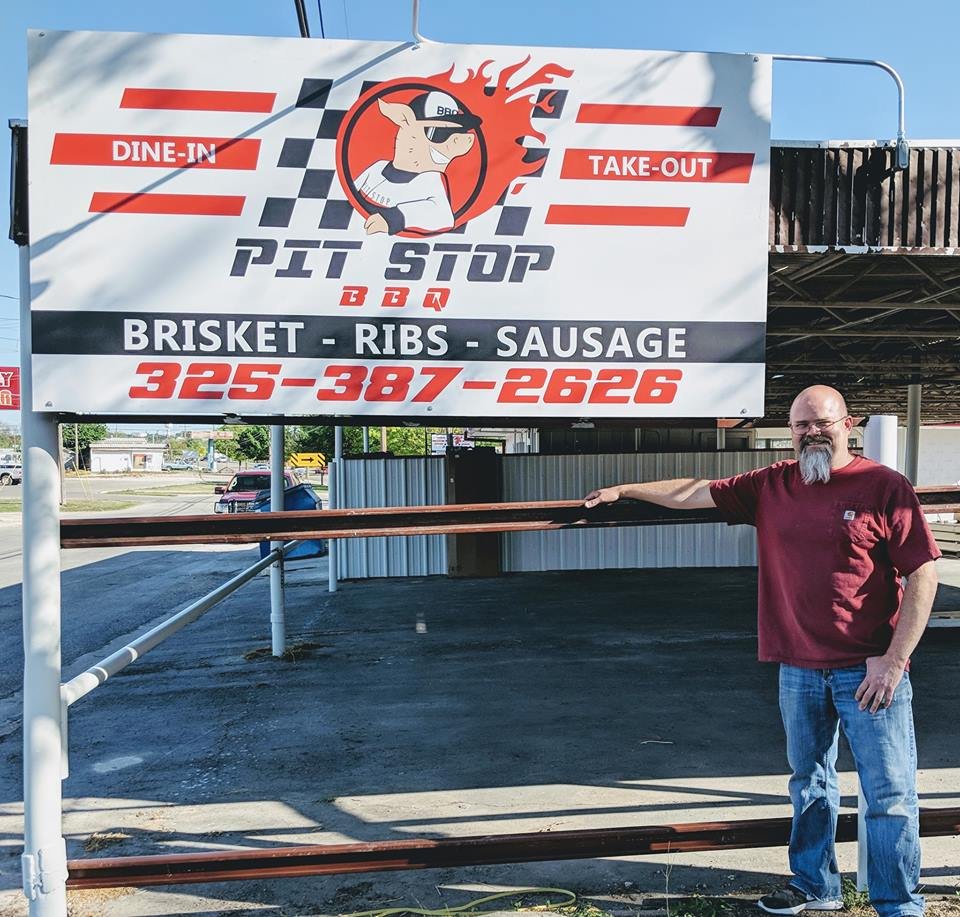 BBQ
DINE-IN
TAKE-OUT
PIT STOP
BBQ
BRISKET - RIBS - SAUSAGE
325-387-2626